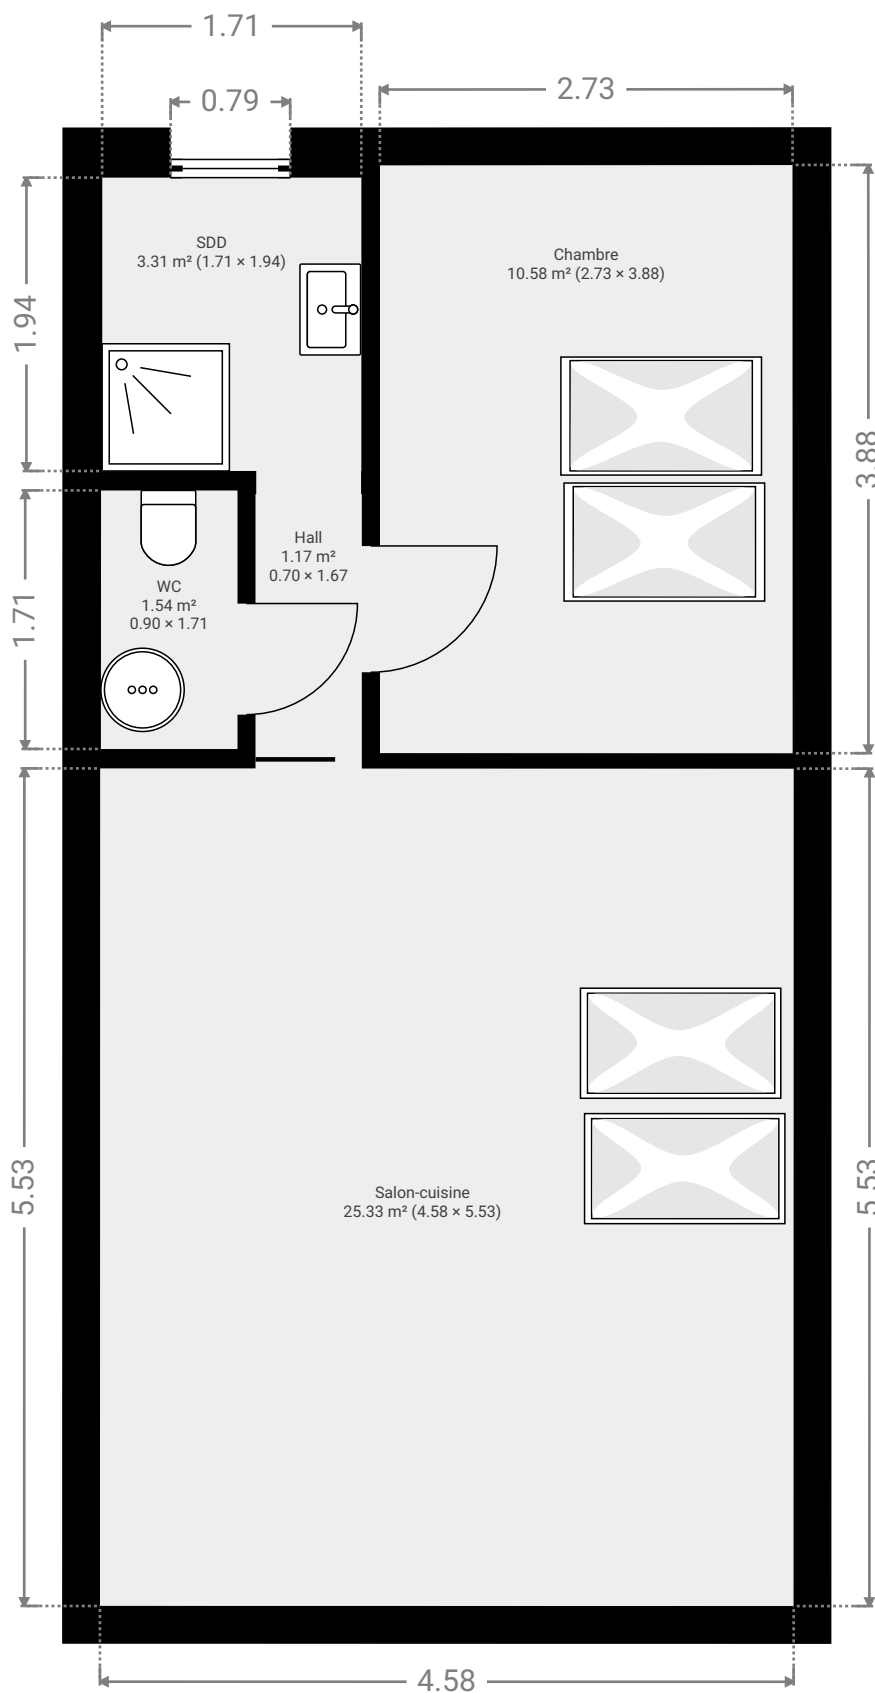 1.71
0.79
2.73
SDD
3.31 m² (1.71 × 1.94)
Chambre
10.58 m² (2.73 × 3.88)
1.94
3.88
Hall
1.17 m²
0.70 × 1.67
WC
1.54 m²
0.90 × 1.71
1.71
5.53
5.53
Salon-cuisine
25.33 m² (4.58 × 5.53)
4.58